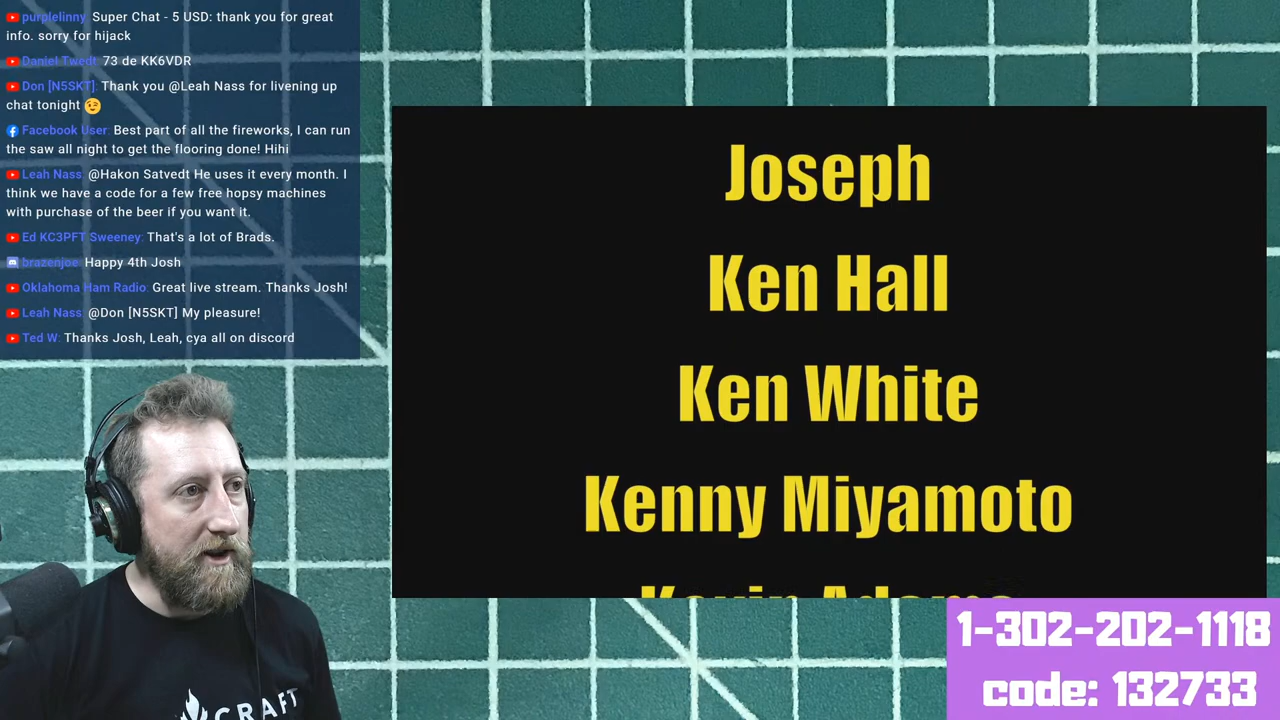 purplelinny: Super Chat - 5 USD: thank you for great
info. sorry for hijack
Daniel Twedt: 73 de KK6VDR
Don [N5SKT]: Thank you @Leah Nass for livening up
chat tonight 😉
Facebook User: Best part of all the fireworks, I can run
the saw all night to get the flooring done! Hihi
Leah Nass: @Hakon Satvedt He uses it every month. I
think we have a code for a few free hopsy machines
with purchase of the beer if you want it.
Ed KC3PFT Sweeney: That's a lot of Brads.
brazenjoe: Happy 4th Josh
Oklahoma Ham Radio: Great live stream. Thanks Josh!
Leah Nass: @Don [N5SKT] My pleasure!
Ted W: Thanks Josh, Leah, cya all on discord
Joseph
Ken Hall
Ken White
Kenny Miyamoto
Kevin Adams
CRAFT
1-302-202-1118
code: 132733